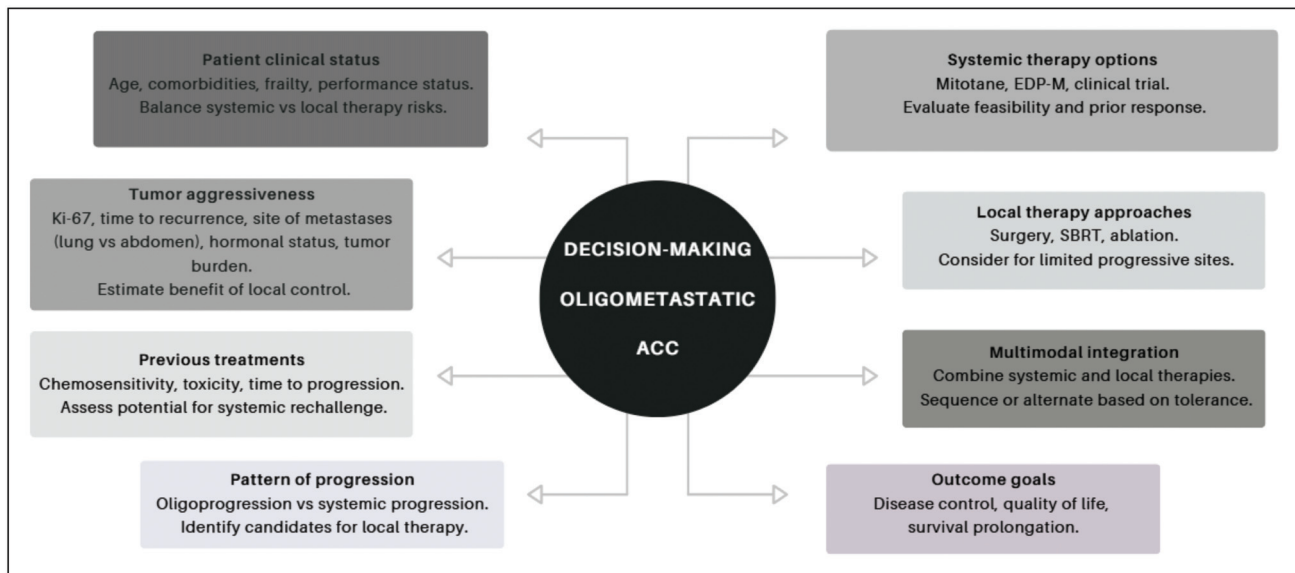 Patient clinical status
Age, comorbidities, frailty, performance status.
Balance systemic vs local therapy risks.
Tumor aggressiveness
Ki-67, time to recurrence, site of metastases
(lung vs abdomen), hormonal status, tumor
burden.
Estimate benefit of local control.
Previous treatments
Chemosensitivity, toxicity, time to progression.
Assess potential for systemic rechallenge.
Pattern of progression
Oligoprogression vs systemic progression.
Identify candidates for local therapy.
DECISION-MAKING
OLIGOMETASTATIC
ACC
Systemic therapy options
Mitotane, EDP-M, clinical trial.
Evaluate feasibility and prior response.
Local therapy approaches
Surgery, SBRT, ablation.
Consider for limited progressive sites.
Multimodal integration
Combine systemic and local therapies.
Sequence or alternate based on tolerance.
Outcome goals
Disease control, quality of life,
survival prolongation.